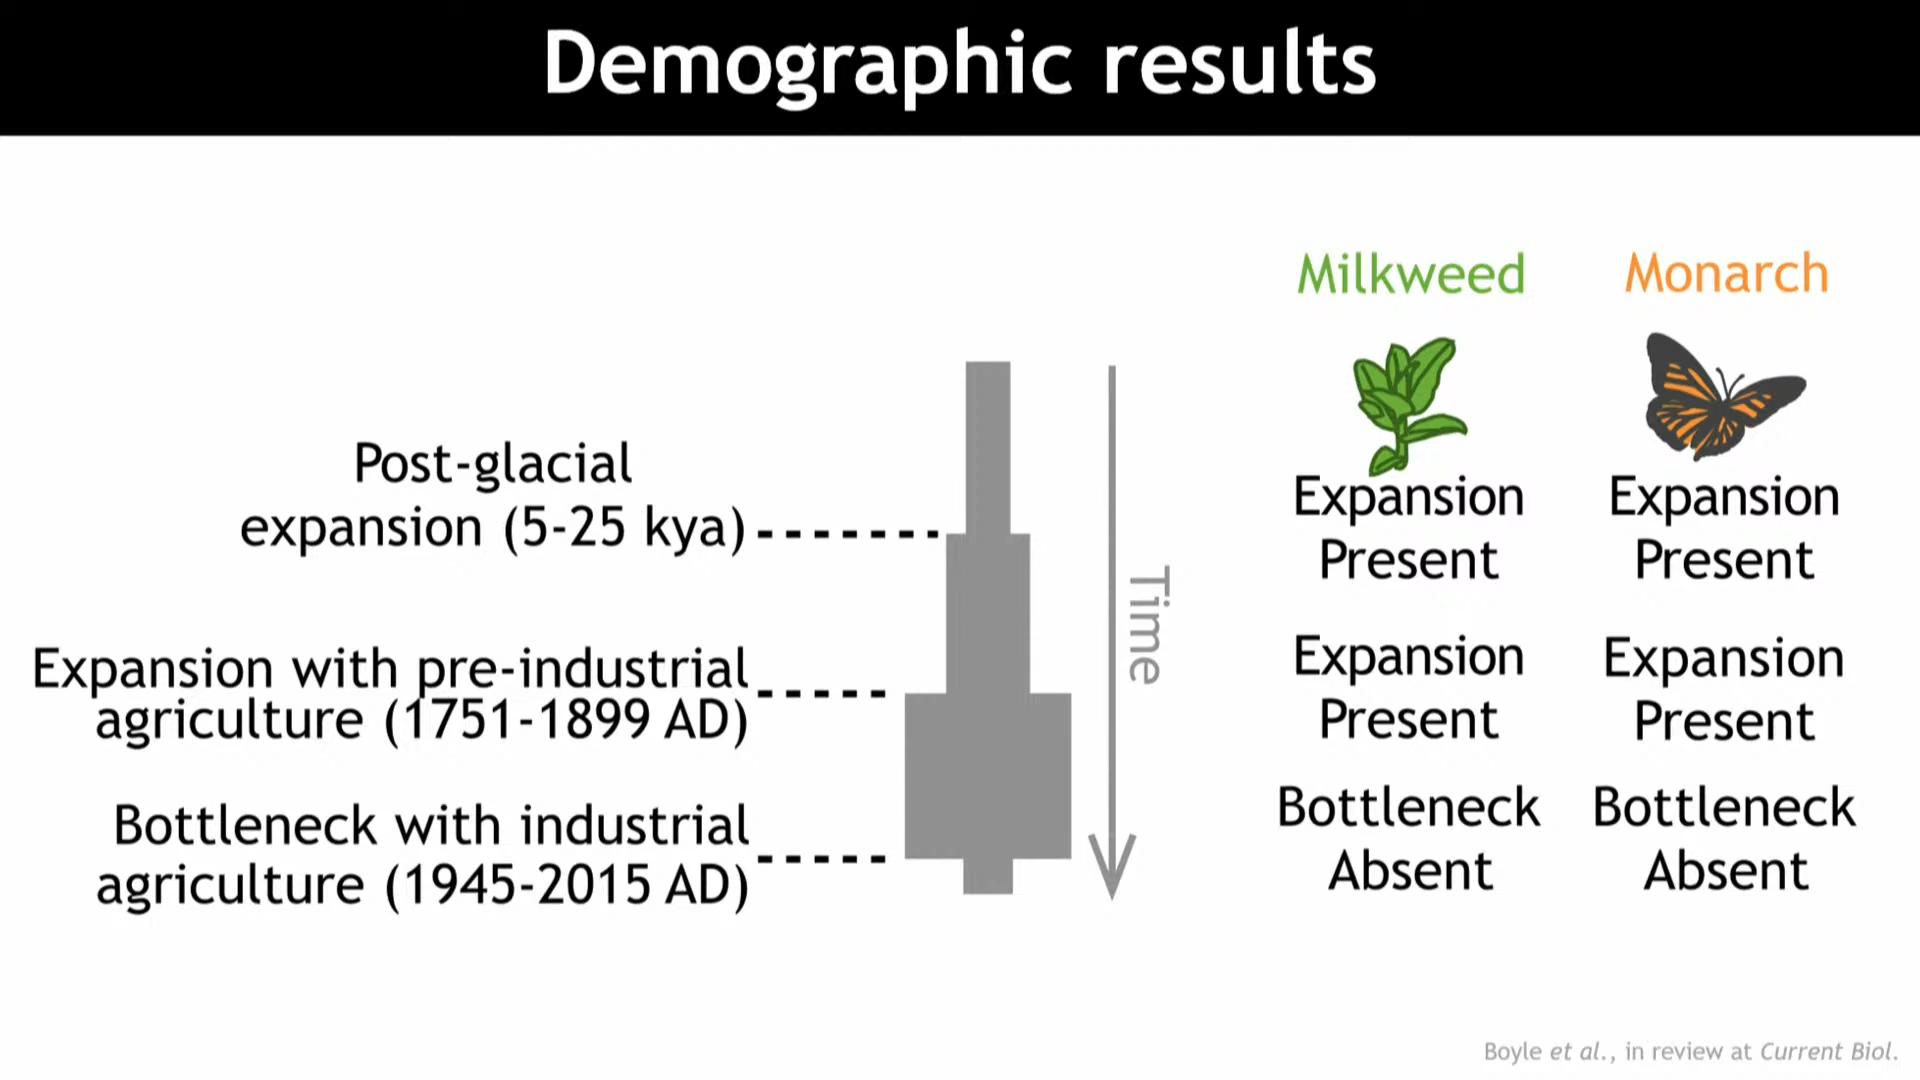 Demographic results
Milkweed
Monarch
Post-glacial
expansion (5-25 kya)
Expansion
Present
Expansion
Present
Time
Expansion with pre-industrial
agriculture (1751-1899 AD)
Expansion
Present
Expansion
Present
Bottleneck with industrial
agriculture (1945-2015 AD)
Bottleneck
Absent
Bottleneck
Absent
Boyle et al., in review at Current Biol.